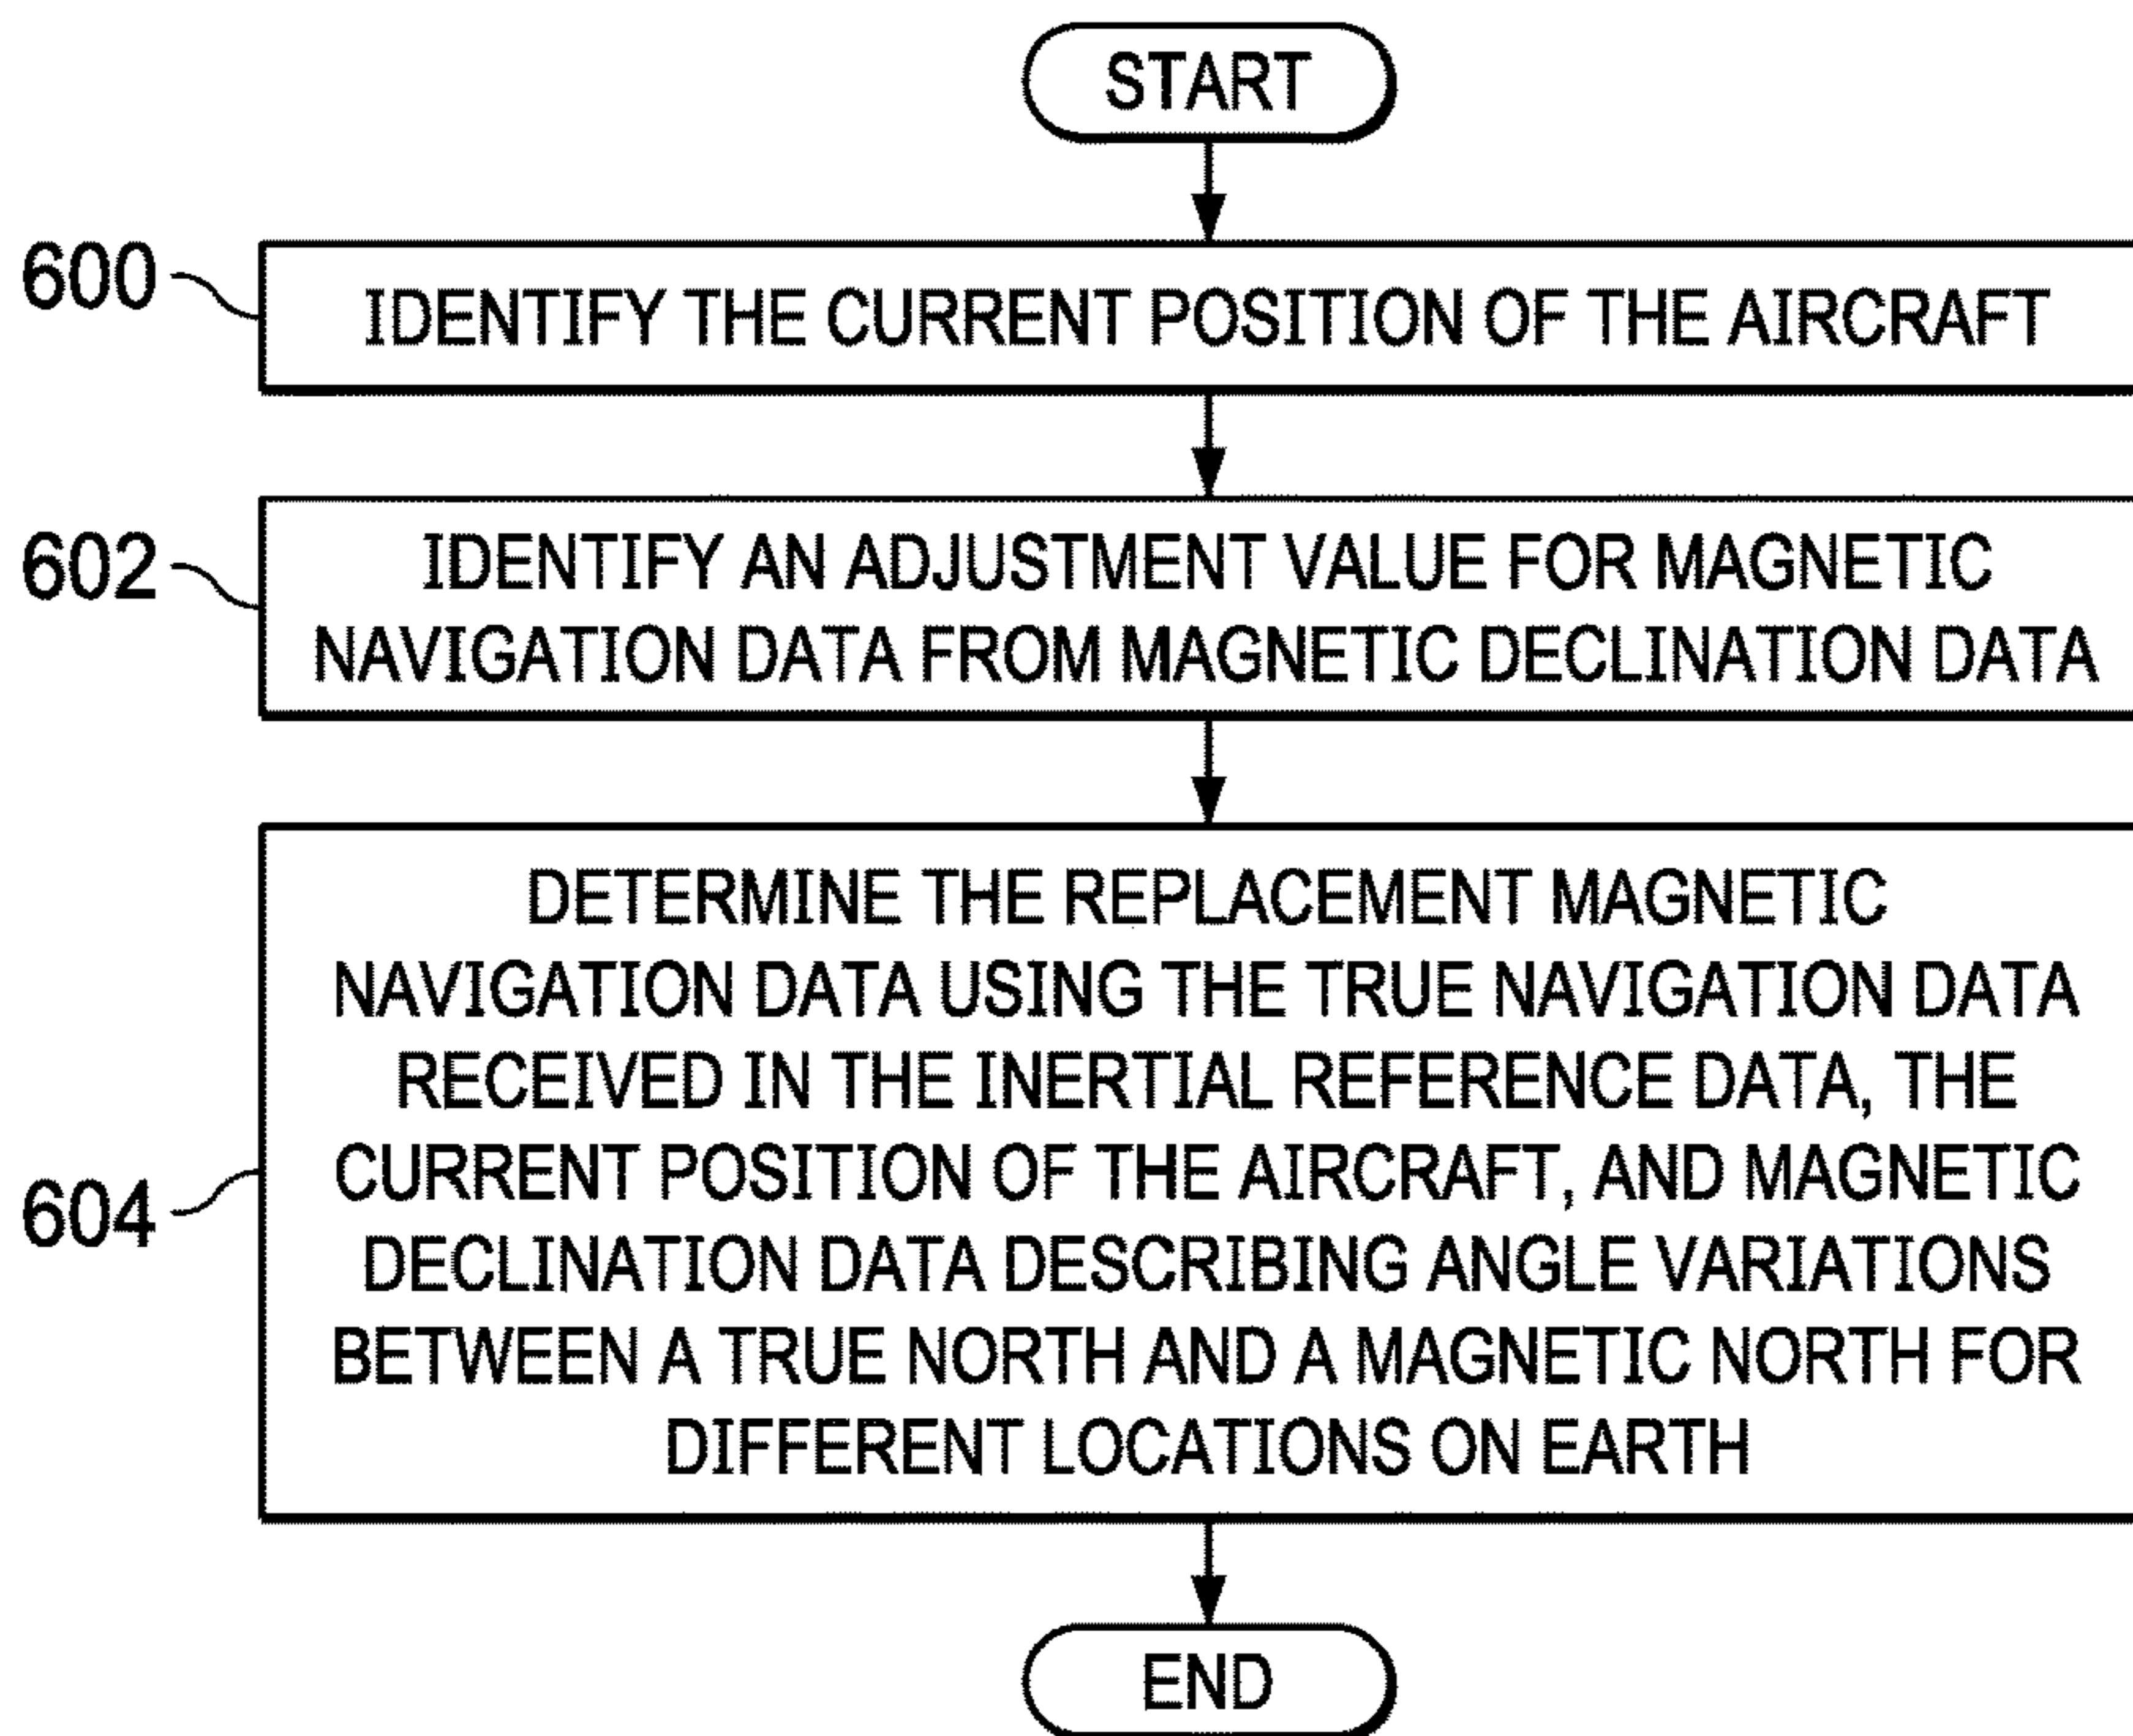 START
600
IDENTIFY THE CURRENT POSITION OF THE AIRCRAFT
602
IDENTIFY AN ADJUSTMENT VALUE FOR MAGNETIC
NAVIGATION DATA FROM MAGNETIC DECLINATION DATA
604
DETERMINE THE REPLACEMENT MAGNETIC
NAVIGATION DATA USING THE TRUE NAVIGATION DATA
RECEIVED IN THE INERTIAL REFERENCE DATA, THE
CURRENT POSITION OF THE AIRCRAFT, AND MAGNETIC
DECLINATION DATA DESCRIBING ANGLE VARIATIONS
BETWEEN A TRUE NORTH AND A MAGNETIC NORTH FOR
DIFFERENT LOCATIONS ON EARTH
END